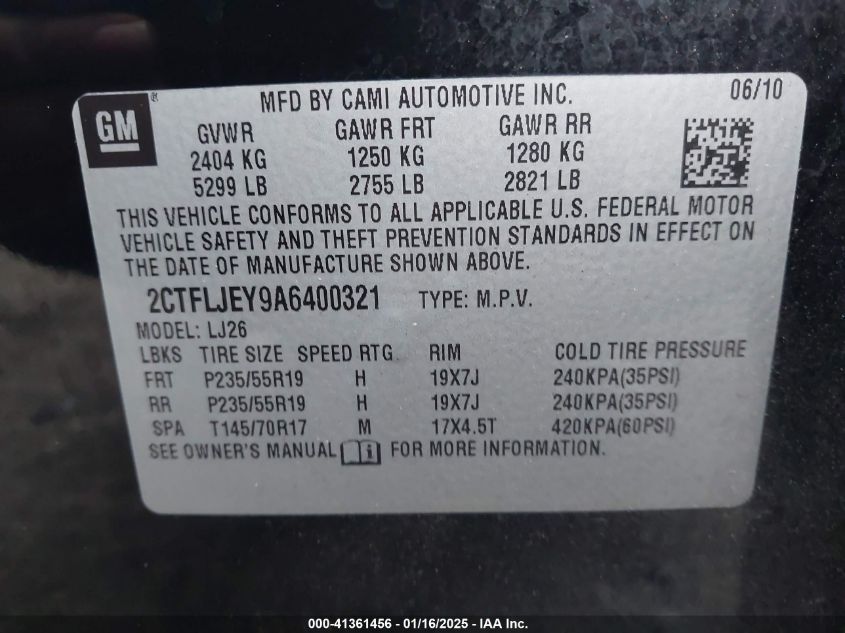 GM ® MFD BY CAMI AUTOMOTIVE INC. 06/10
GVWR GAWR FRT GAWR RR
2404 KG 1250 KG 1280 KG
5299 LB 2755 LB 2821 LB
THIS VEHICLE CONFORMS TO ALL APPLICABLE U.S. FEDERAL MOTOR
VEHICLE SAFETY AND THEFT PREVENTION STANDARDS IN EFFECT ON
THE DATE OF MANUFACTURE SHOWN ABOVE.
2CTFLJEY9A6400321 TYPE: M.P.V.
MODEL: LJ26
LBKS TIRE SIZE SPEED RTG. RIM COLD TIRE PRESSURE
FRT P235/55R19 H 19X7J 240KPA(35PSI)
RR P235/55R19 H 19X7J 240KPA(35PSI)
SPA T145/70R17 M 17X4.5T 420KPA(60PSI)
SEE OWNER'S MANUAL i FOR MORE INFORMATION.
000-41361456 - 01/16/2025 - IAA Inc.